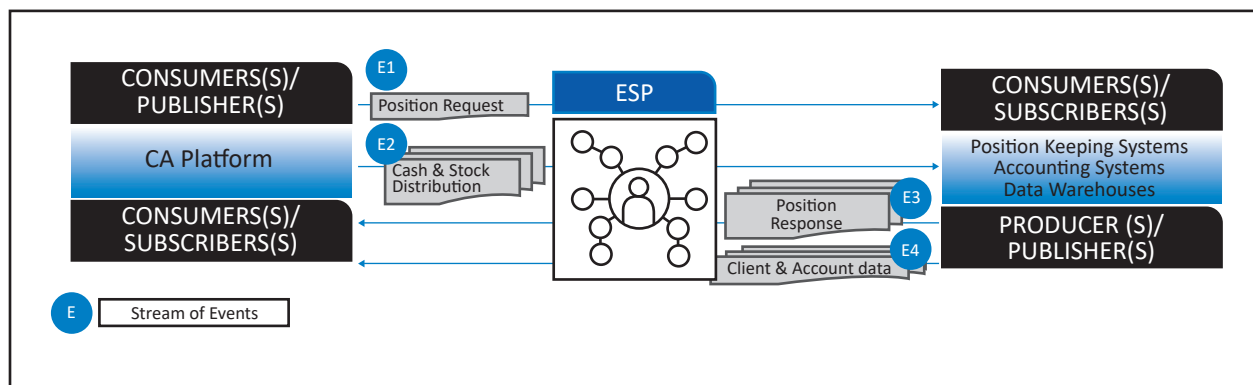 CONSUMERS(S)/
PUBLISHER(S)
CA Platform
CONSUMERS(S)/
SUBSCRIBERS(S)
E1
Position Request
E2
Cash & Stock
Distribution
ESP
E3
Position
Response
E4
Client & Account data
CONSUMERS(S)/
SUBSCRIBERS(S)
Position Keeping Systems
Accounting Systems
Data Warehouses
PRODUCER (S)/
PUBLISHER(S)
E
Stream of Events